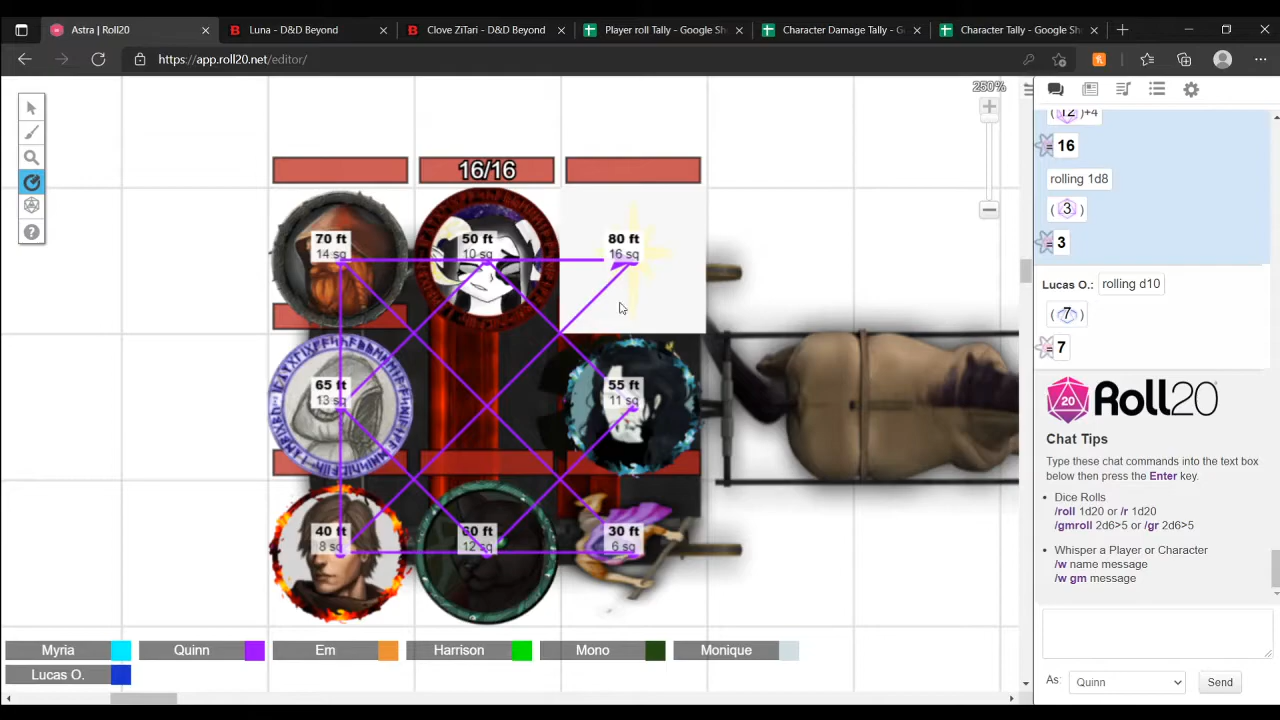 Astra | Roll20
Luna - D&D Beyond
Clove ZiTari - D&D Beyond
Player roll Tally - Google Sh
Character Damage Tally - G
Character Tally - Google Sh
https://app.roll20.net/editor/
250%
16/16
70 ft
14 sq
50 ft
10 sq
80 ft
16 sq
65 ft
13 sq
55 ft
11 sq
40 ft
8 sq
60 ft
12 sq
30 ft
6 sq
Myria
Quinn
Em
Harrison
Mono
Monique
Lucas O.
(12)+4
= 16
rolling 1d8
(3)
= 3
Lucas O.: rolling d10
(7)
= 7
20 Roll20
Chat Tips
Type these chat commands into the text box
below then press the Enter key.
• Dice Rolls
/roll 1d20 or /r 1d20
/gmroll 2d6>5 or /gr 2d6>5
• Whisper a Player or Character
/w name message
/w gm message
As: Quinn Send